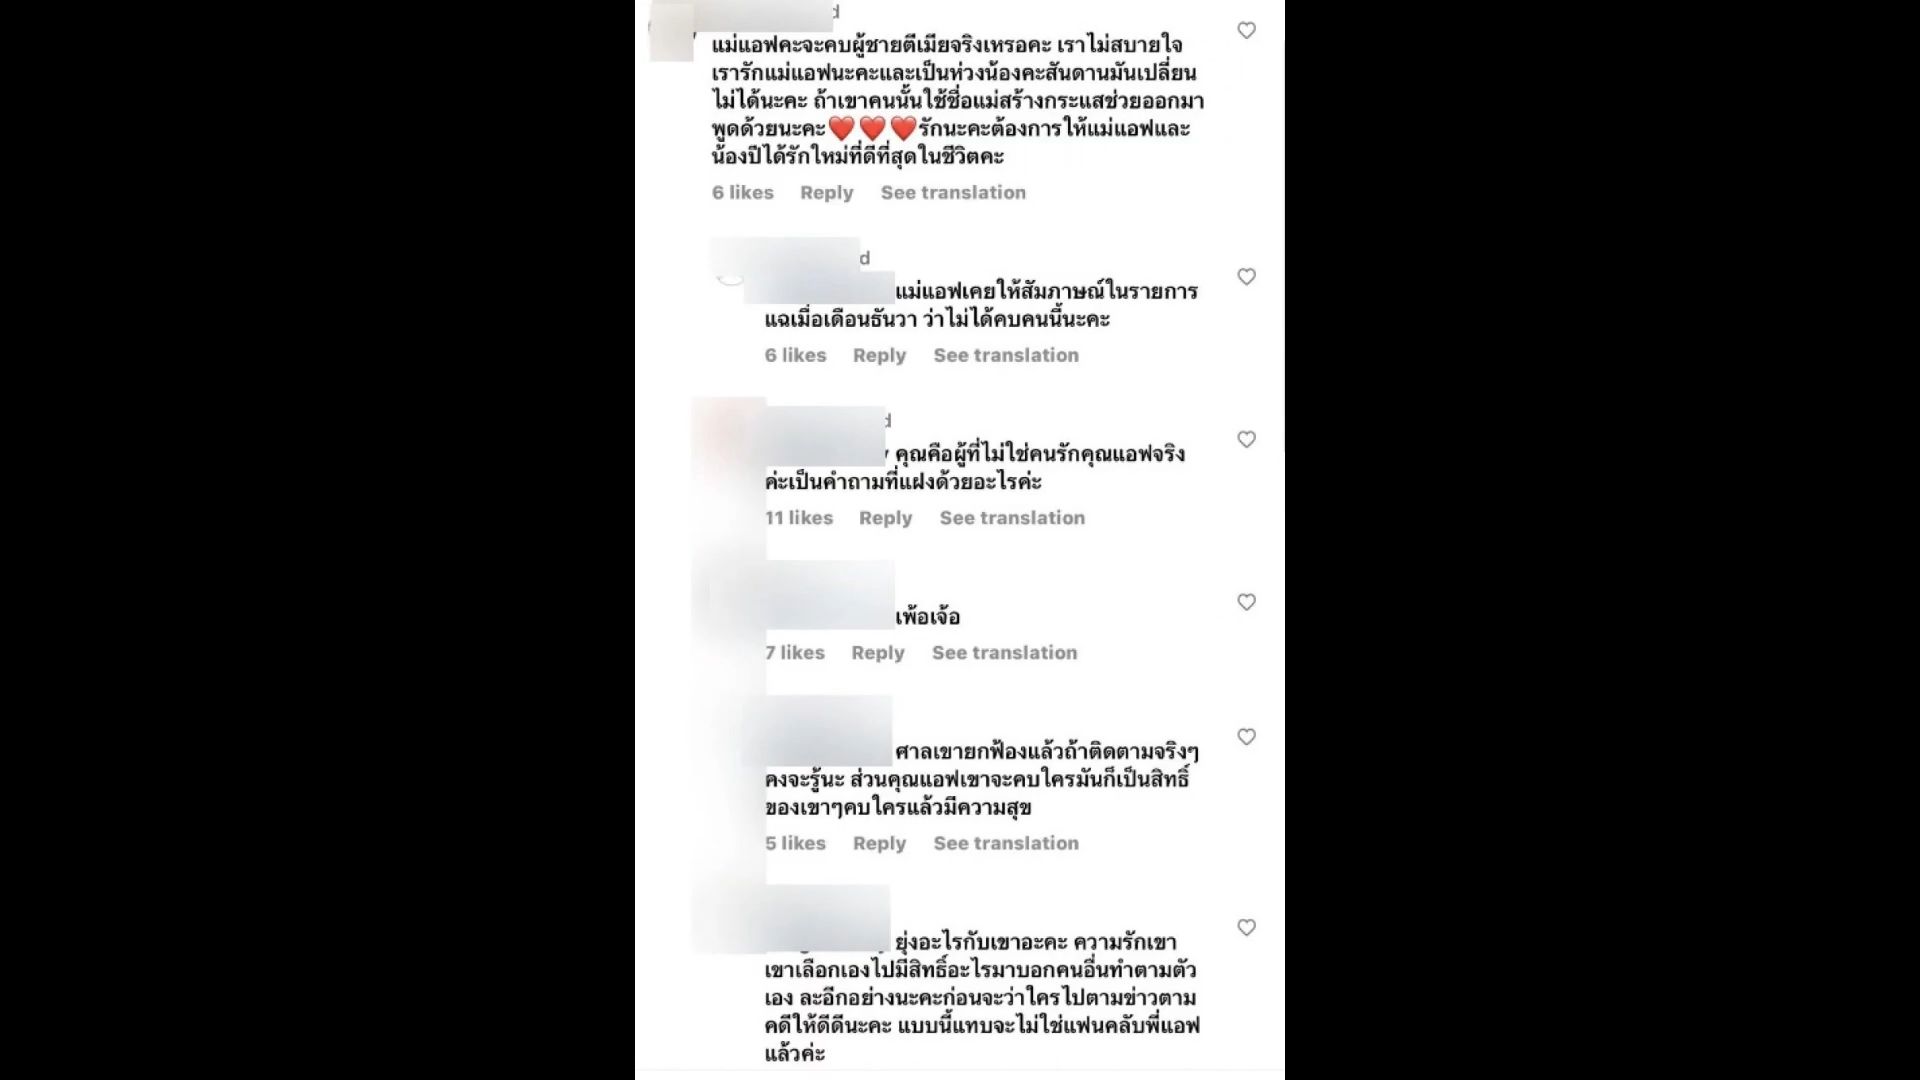 d
แม่แอฟคะจะคบผู้ชายตีเมียจริงเหรอคะ เราไม่สบายใจ
เรารักแม่แอฟนะคะและเป็นห่วงน้องคะสันดานมันเปลี่ยน
ไม่ได้นะคะ ถ้าเขาคนนั้นใช้ชื่อแม่สร้างกระแสช่วยออกมา
พูดด้วยนะคะ❤️❤️❤️รักนะคะต้องการให้แม่แอฟและ
น้องปีได้รักใหม่ที่ดีที่สุดในชีวิตคะ
6 likes Reply See translation
d
แม่แอฟเคยให้สัมภาษณ์ในรายการ
แฉเมื่อเดือนธันวา ว่าไม่ได้คบคนนี้นะคะ
6 likes Reply See translation
d
คุณคือผู้ที่ไม่ใช่คนรักคุณแอฟจริง
ค่ะเป็นคำถามที่แฝงด้วยอะไรค่ะ
11 likes Reply See translation
เพ้อเจ้อ
7 likes Reply See translation
ศาลเขายกฟ้องแล้วถ้าติดตามจริงๆ
คงจะรู้นะ ส่วนคุณแอฟเขาจะคบใครมันก็เป็นสิทธิ์
ของเขาๆคบใครแล้วมีความสุข
5 likes Reply See translation
ยุ่งอะไรกับเขาอะคะ ความรักเขา
เขาเลือกเองไปมีสิทธิ์อะไรมาบอกคนอื่นทำตามตัว
เอง ละอีกอย่างนะคะก่อนจะว่าใครไปตามข่าวตาม
คดีให้ดีดีนะคะ แบบนี้แทบจะไม่ใช่แฟนคลับพี่แอฟ
แล้วค่ะ